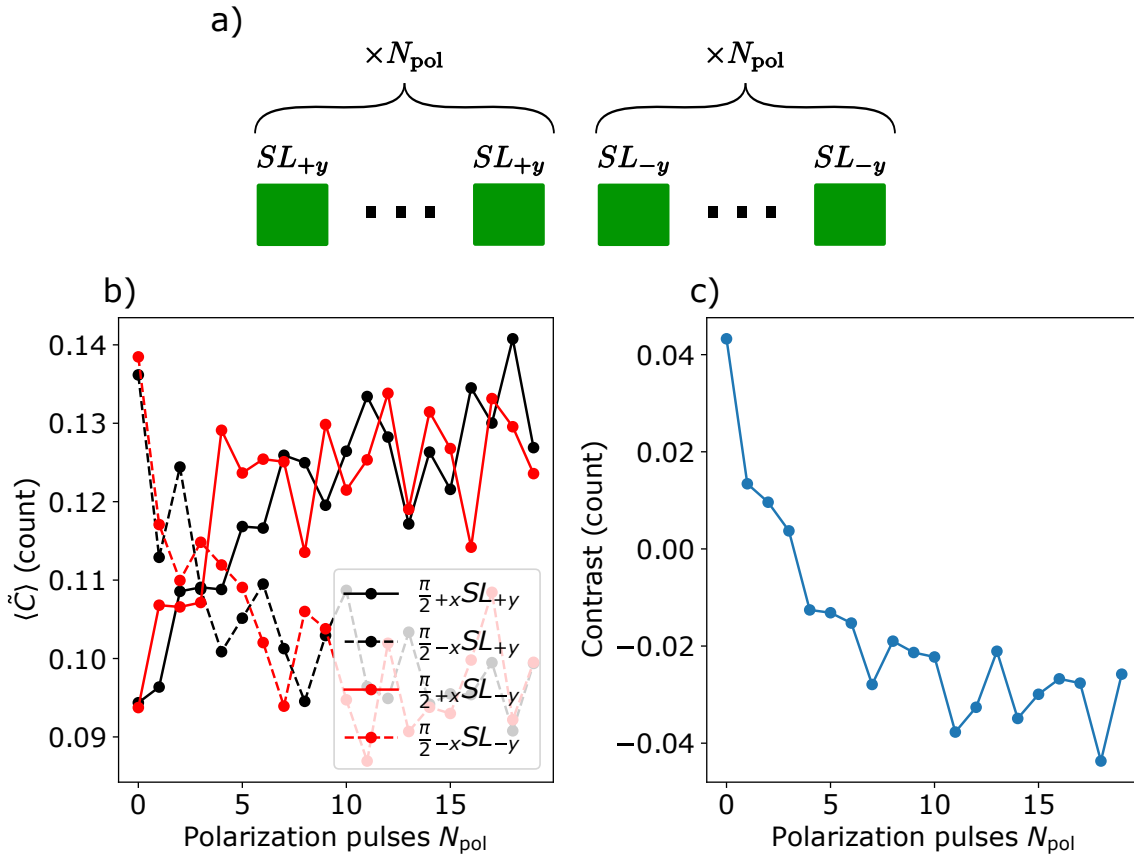 a)
×N_pol ×N_pol
SL_{+y} SL_{+y} SL_{−y} SL_{−y}
b)
0.14
0.13
0.12
0.11
0.10
0.09
⟨C̃⟩ (count)
π/2_{+x}SL_{+y}
π/2_{−x}SL_{+y}
π/2_{+x}SL_{−y}
π/2_{−x}SL_{−y}
0 5 10 15
Polarization pulses N_pol
c)
0.04
0.02
0.00
−0.02
−0.04
Contrast (count)
0 5 10 15
Polarization pulses N_pol